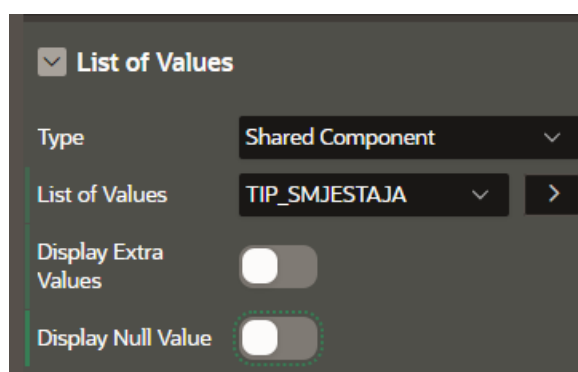 List of Values
Type Shared Component
List of Values TIP_SMJESTAJA
Display Extra
Values
Display Null Value